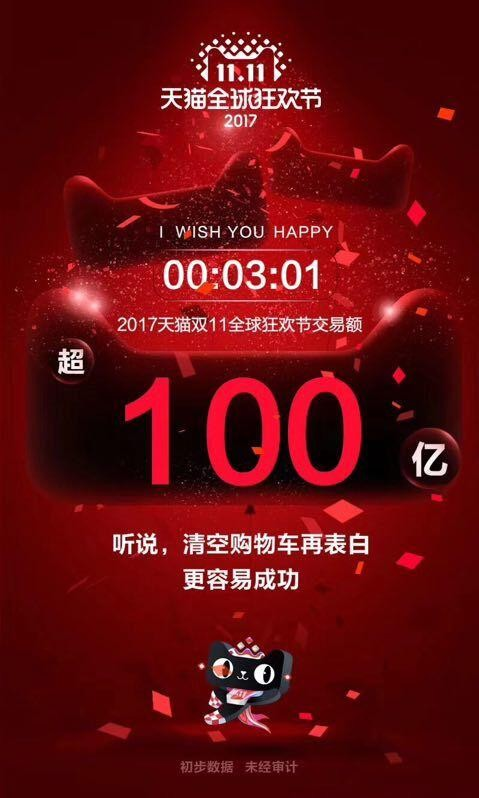 11.11
天猫全球狂欢节
2017
I WISH YOU HAPPY
00:03:01
2017天猫双11全球狂欢节交易额
超
100
亿
听说，清空购物车再表白
更容易成功
初步数据 未经审计